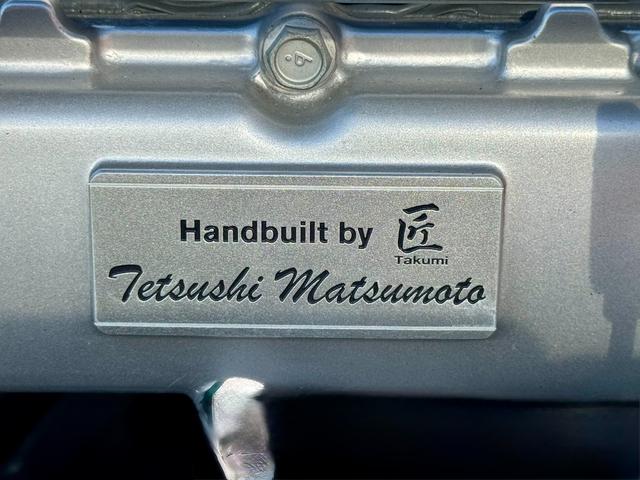 Handbuilt by 匠
Takumi
Tetsushi Matsumoto